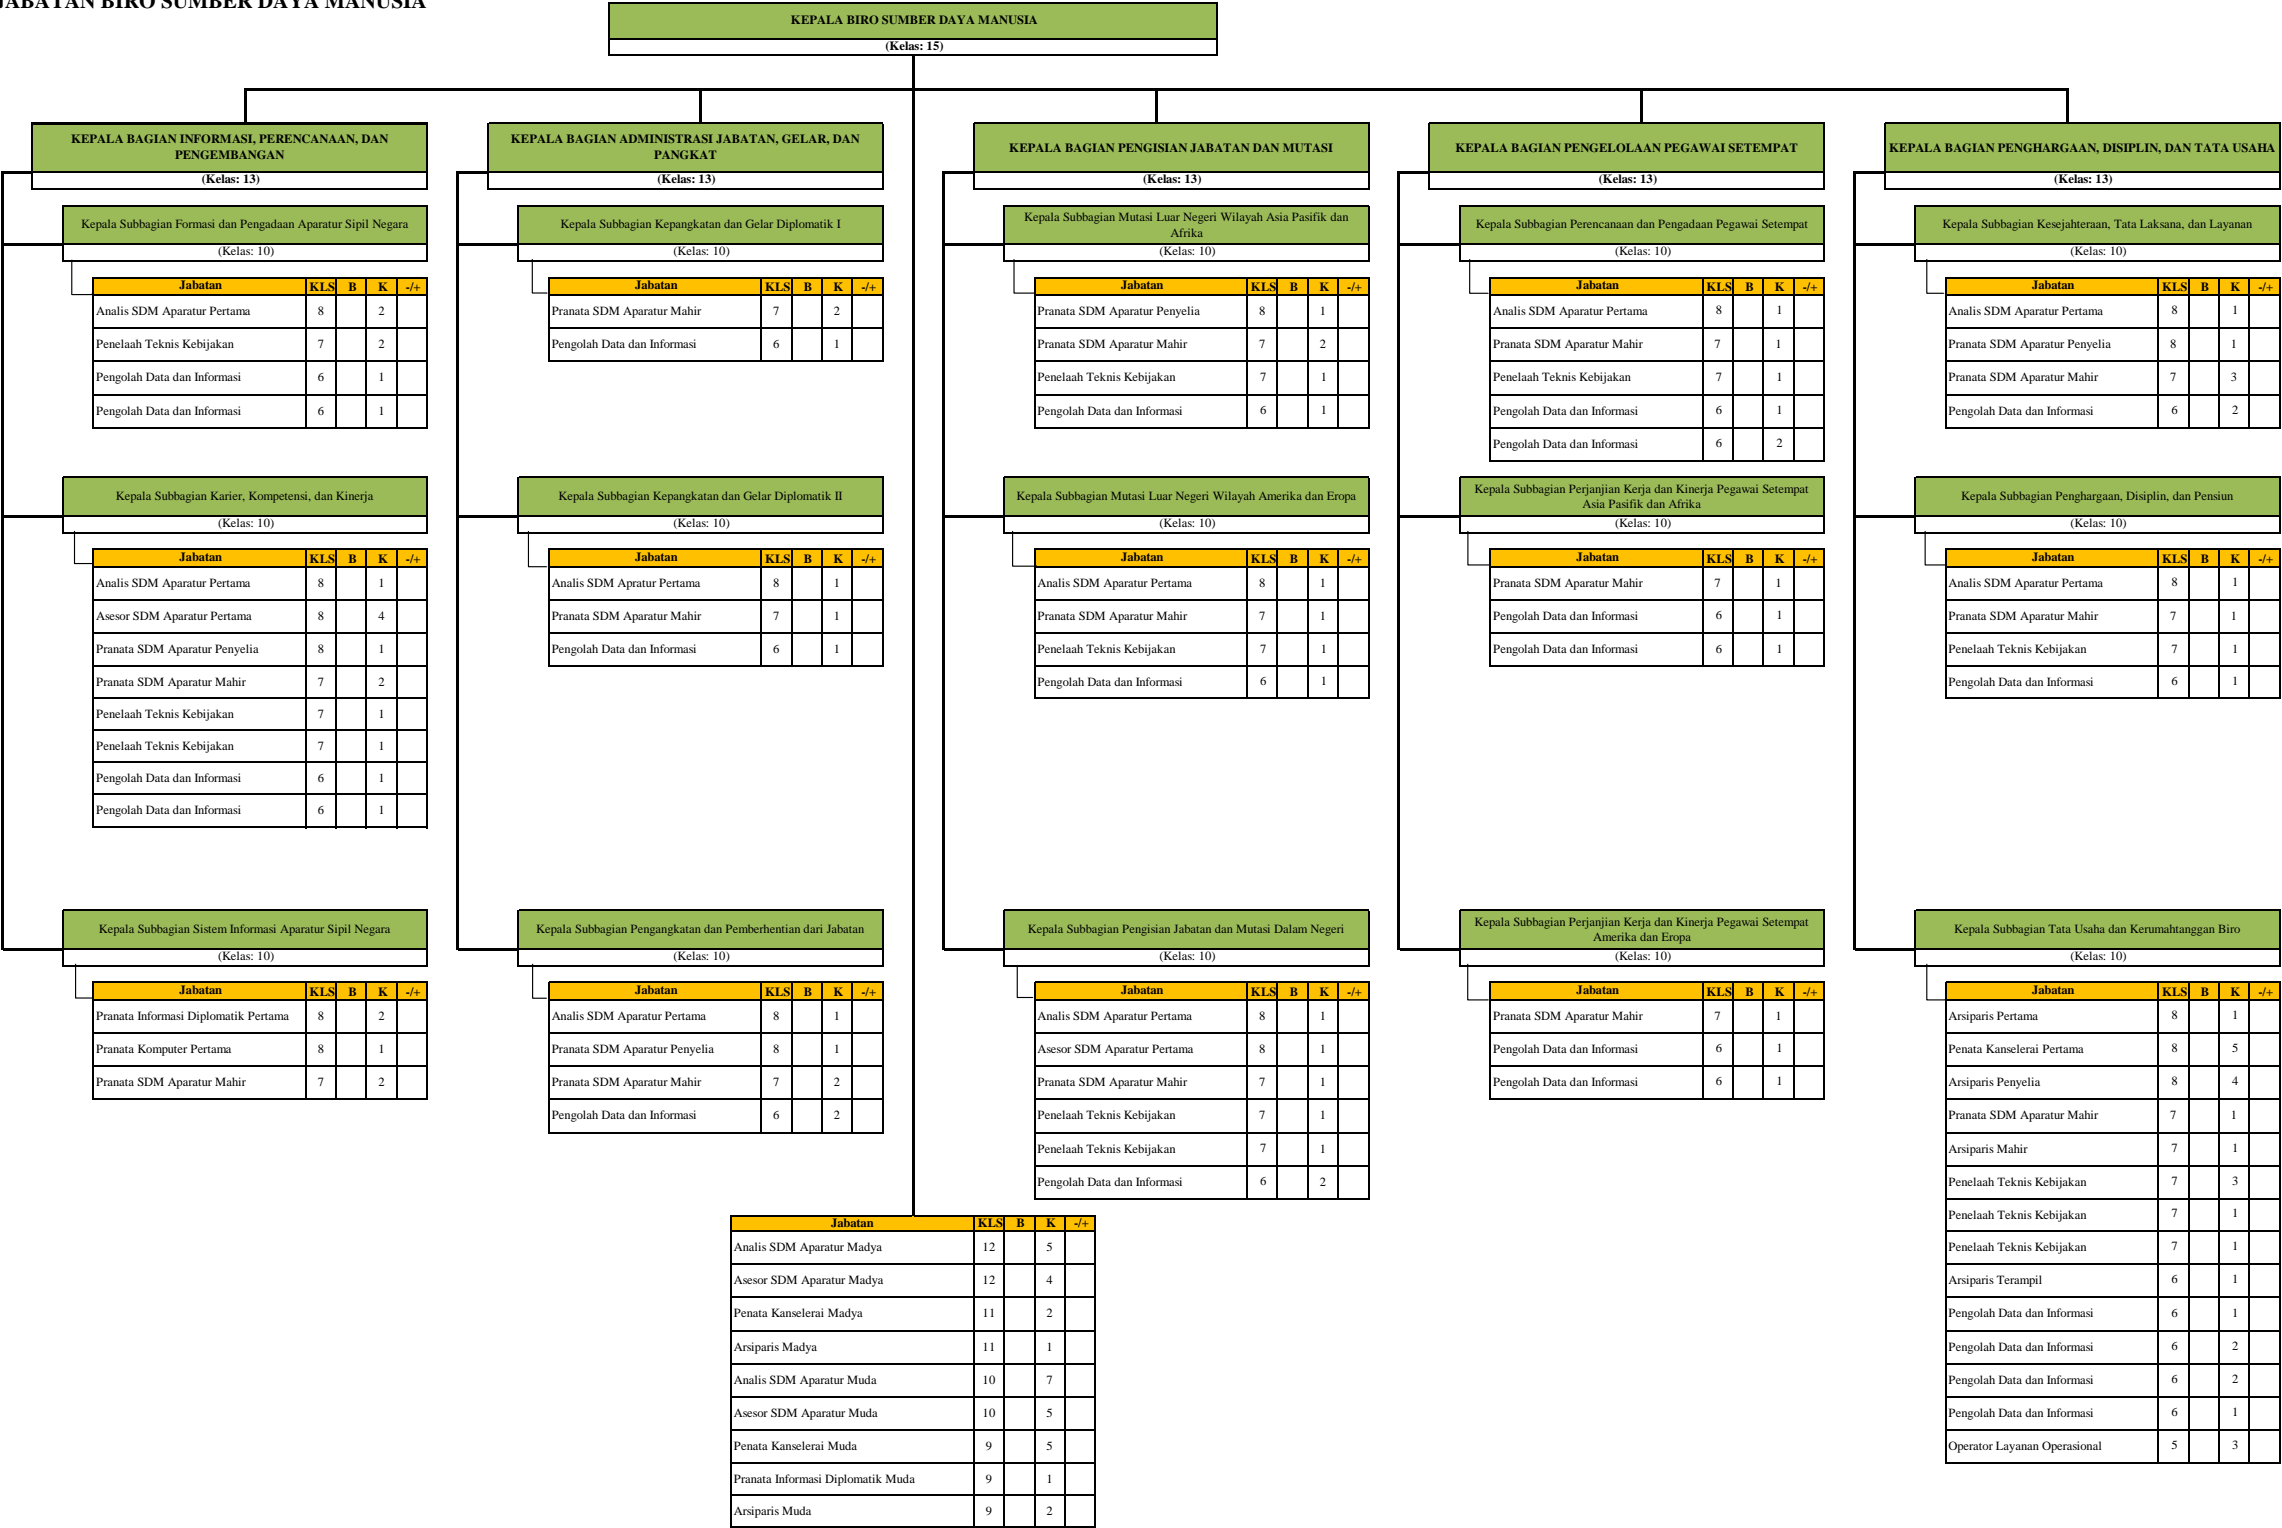 JABATAN BIRO SUMBER DAYA MANUSIA
KEPALA BIRO SUMBER DAYA MANUSIA
(Kelas: 15)
KEPALA BAGIAN INFORMASI, PERENCANAAN, DAN
PENGEMBANGAN
(Kelas: 13)
Kepala Subbagian Formasi dan Pengadaan Aparatur Sipil Negara
(Kelas: 10)
Jabatan KLS B K -/+
Analis SDM Aparatur Pertama 8 2
Penelaah Teknis Kebijakan 7 2
Pengolah Data dan Informasi 6 1
Pengolah Data dan Informasi 6 1
Kepala Subbagian Karier, Kompetensi, dan Kinerja
(Kelas: 10)
Jabatan KLS B K -/+
Analis SDM Aparatur Pertama 8 1
Asesor SDM Aparatur Pertama 8 4
Pranata SDM Aparatur Penyelia 8 1
Pranata SDM Aparatur Mahir 7 2
Penelaah Teknis Kebijakan 7 1
Penelaah Teknis Kebijakan 7 1
Pengolah Data dan Informasi 6 1
Pengolah Data dan Informasi 6 1
Kepala Subbagian Sistem Informasi Aparatur Sipil Negara
(Kelas: 10)
Jabatan KLS B K -/+
Pranata Informasi Diplomatik Pertama 8 2
Pranata Komputer Pertama 8 1
Pranata SDM Aparatur Mahir 7 2
KEPALA BAGIAN ADMINISTRASI JABATAN, GELAR, DAN
PANGKAT
(Kelas: 13)
Kepala Subbagian Kepangkatan dan Gelar Diplomatik I
(Kelas: 10)
Jabatan KLS B K -/+
Pranata SDM Aparatur Mahir 7 2
Pengolah Data dan Informasi 6 1
Kepala Subbagian Kepangkatan dan Gelar Diplomatik II
(Kelas: 10)
Jabatan KLS B K -/+
Analis SDM Apratur Pertama 8 1
Pranata SDM Aparatur Mahir 7 1
Pengolah Data dan Informasi 6 1
Kepala Subbagian Pengangkatan dan Pemberhentian dari Jabatan
(Kelas: 10)
Jabatan KLS B K -/+
Analis SDM Aparatur Pertama 8 1
Pranata SDM Aparatur Penyelia 8 1
Pranata SDM Aparatur Mahir 7 2
Pengolah Data dan Informasi 6 2
KEPALA BAGIAN PENGISIAN JABATAN DAN MUTASI
(Kelas: 13)
Kepala Subbagian Mutasi Luar Negeri Wilayah Asia Pasifik dan
Afrika
(Kelas: 10)
Jabatan KLS B K -/+
Pranata SDM Aparatur Penyelia 8 1
Pranata SDM Aparatur Mahir 7 2
Penelaah Teknis Kebijakan 7 1
Pengolah Data dan Informasi 6 1
Kepala Subbagian Mutasi Luar Negeri Wilayah Amerika dan Eropa
(Kelas: 10)
Jabatan KLS B K -/+
Analis SDM Aparatur Pertama 8 1
Pranata SDM Aparatur Mahir 7 1
Penelaah Teknis Kebijakan 7 1
Pengolah Data dan Informasi 6 1
Kepala Subbagian Pengisian Jabatan dan Mutasi Dalam Negeri
(Kelas: 10)
Jabatan KLS B K -/+
Analis SDM Aparatur Pertama 8 1
Asesor SDM Aparatur Pertama 8 1
Pranata SDM Aparatur Mahir 7 1
Penelaah Teknis Kebijakan 7 1
Penelaah Teknis Kebijakan 7 1
Pengolah Data dan Informasi 6 2
KEPALA BAGIAN PENGELOLAAN PEGAWAI SETEMPAT
(Kelas: 13)
Kepala Subbagian Perencanaan dan Pengadaan Pegawai Setempat
(Kelas: 10)
Jabatan KLS B K -/+
Analis SDM Aparatur Pertama 8 1
Pranata SDM Aparatur Mahir 7 1
Penelaah Teknis Kebijakan 7 1
Pengolah Data dan Informasi 6 1
Pengolah Data dan Informasi 6 2
Kepala Subbagian Perjanjian Kerja dan Kinerja Pegawai Setempat
Asia Pasifik dan Afrika
(Kelas: 10)
Jabatan KLS B K -/+
Pranata SDM Aparatur Mahir 7 1
Pengolah Data dan Informasi 6 1
Pengolah Data dan Informasi 6 1
Kepala Subbagian Perjanjian Kerja dan Kinerja Pegawai Setempat
Amerika dan Eropa
(Kelas: 10)
Jabatan KLS B K -/+
Pranata SDM Aparatur Mahir 7 1
Pengolah Data dan Informasi 6 1
Pengolah Data dan Informasi 6 1
KEPALA BAGIAN PENGHARGAAN, DISIPLIN, DAN TATA USAHA
(Kelas: 13)
Kepala Subbagian Kesejahteraan, Tata Laksana, dan Layanan
(Kelas: 10)
Jabatan KLS B K -/+
Analis SDM Aparatur Pertama 8 1
Pranata SDM Aparatur Penyelia 8 1
Pranata SDM Aparatur Mahir 7 3
Pengolah Data dan Informasi 6 2
Kepala Subbagian Penghargaan, Disiplin, dan Pensiun
(Kelas: 10)
Jabatan KLS B K -/+
Analis SDM Aparatur Pertama 8 1
Pranata SDM Aparatur Mahir 7 1
Penelaah Teknis Kebijakan 7 1
Pengolah Data dan Informasi 6 1
Kepala Subbagian Tata Usaha dan Kerumahtanggan Biro
(Kelas: 10)
Jabatan KLS B K -/+
Arsiparis Pertama 8 1
Penata Kanselerai Pertama 8 5
Arsiparis Penyelia 8 4
Pranata SDM Aparatur Mahir 7 1
Arsiparis Mahir 7 1
Penelaah Teknis Kebijakan 7 3
Penelaah Teknis Kebijakan 7 1
Penelaah Teknis Kebijakan 7 1
Arsiparis Terampil 6 1
Pengolah Data dan Informasi 6 1
Pengolah Data dan Informasi 6 2
Pengolah Data dan Informasi 6 2
Pengolah Data dan Informasi 6 1
Operator Layanan Operasional 5 3
Jabatan KLS B K -/+
Analis SDM Aparatur Madya 12 5
Asesor SDM Aparatur Madya 12 4
Penata Kanselerai Madya 11 2
Arsiparis Madya 11 1
Analis SDM Aparatur Muda 10 7
Asesor SDM Aparatur Muda 10 5
Penata Kanselerai Muda 9 5
Pranata Informasi Diplomatik Muda 9 1
Arsiparis Muda 9 2